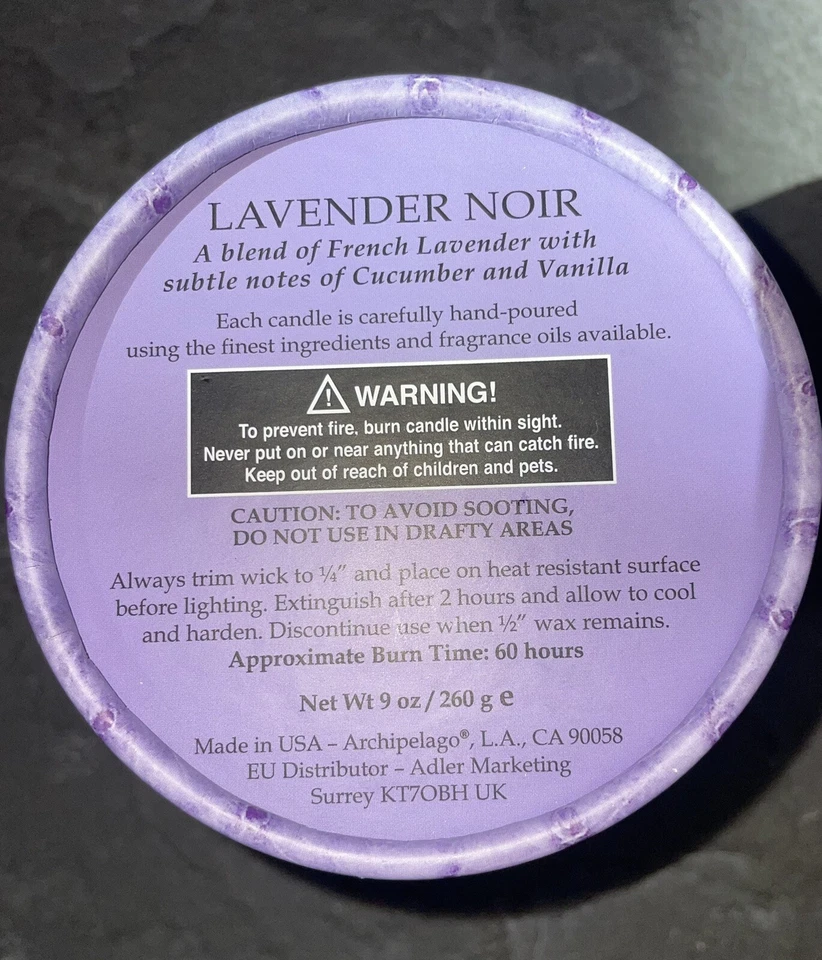 LAVENDER NOIR
A blend of French Lavender with
subtle notes of Cucumber and Vanilla
Each candle is carefully hand-poured
using the finest ingredients and fragrance oils available.
WARNING!
To prevent fire, burn candle within sight.
Never put on or near anything that can catch fire.
Keep out of reach of children and pets.
CAUTION: TO AVOID SOOTING,
DO NOT USE IN DRAFTY AREAS
Always trim wick to ¼″ and place on heat resistant surface
before lighting. Extinguish after 2 hours and allow to cool
and harden. Discontinue use when ½″ wax remains.
Approximate Burn Time: 60 hours
Net Wt 9 oz / 260 g ℮
Made in USA – Archipelago®, L.A., CA 90058
EU Distributor – Adler Marketing
Surrey KT7OBH UK